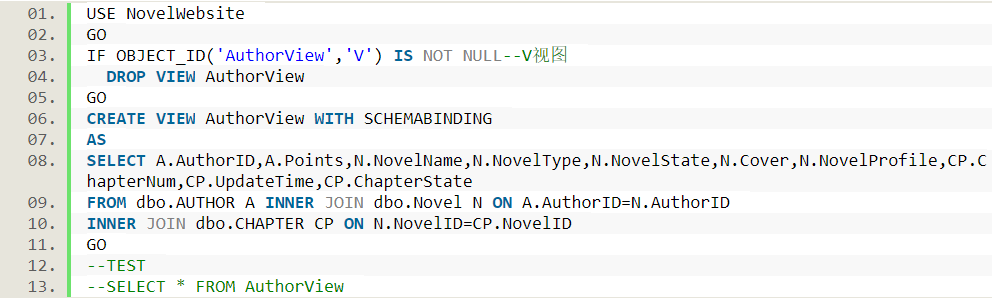 01. USE NovelWebsite
02. GO
03. IF OBJECT_ID('AuthorView','V') IS NOT NULL--V视图
04. DROP VIEW AuthorView
05. GO
06. CREATE VIEW AuthorView WITH SCHEMABINDING
07. AS
08. SELECT A.AuthorID,A.Points,N.NovelName,N.NovelType,N.NovelState,N.Cover,N.NovelProfile,CP.C
hapterNum,CP.UpdateTime,CP.ChapterState
09. FROM dbo.AUTHOR A INNER JOIN dbo.Novel N ON A.AuthorID=N.AuthorID
10. INNER JOIN dbo.CHAPTER CP ON N.NovelID=CP.NovelID
11. GO
12. --TEST
13. --SELECT * FROM AuthorView